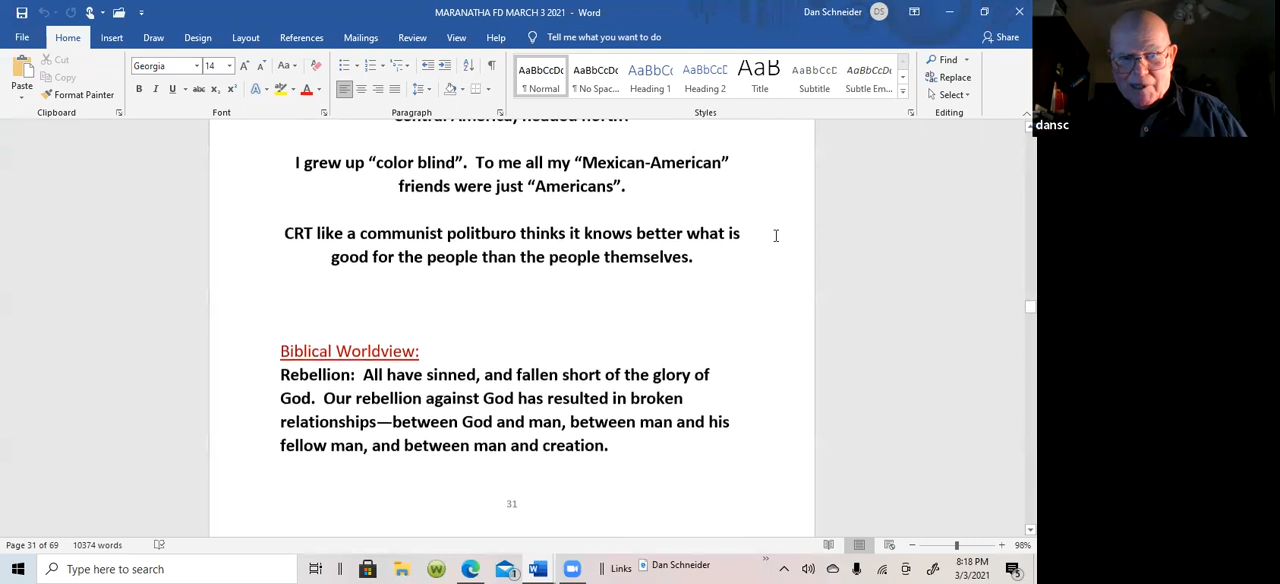 MARANATHA FD MARCH 3 2021 - Word
Dan Schneider
DS
File
Home
Insert
Draw
Design
Layout
References
Mailings
Review
View
Help
Tell me what you want to do
Share
Paste
Cut
Copy
Format Painter
Clipboard
Georgia
14
Font
Paragraph
AaBbCcDc
¶ Normal
AaBbCcDc
¶ No Spac...
AaBbCc
Heading 1
AaBbCcD
Heading 2
AaB
Title
AaBbCcD
Subtitle
AaBbCcDc
Subtle Em...
Styles
Find
Replace
Select
Editing
dansc
I grew up “color blind”. To me all my “Mexican-American”
friends were just “Americans”.
CRT like a communist politburo thinks it knows better what is
good for the people than the people themselves.
Biblical Worldview:
Rebellion: All have sinned, and fallen short of the glory of
God. Our rebellion against God has resulted in broken
relationships—between God and man, between man and his
fellow man, and between man and creation.
31
Page 31 of 69
10374 words
98%
Type here to search
Links
Dan Schneider
8:18 PM
3/3/2021